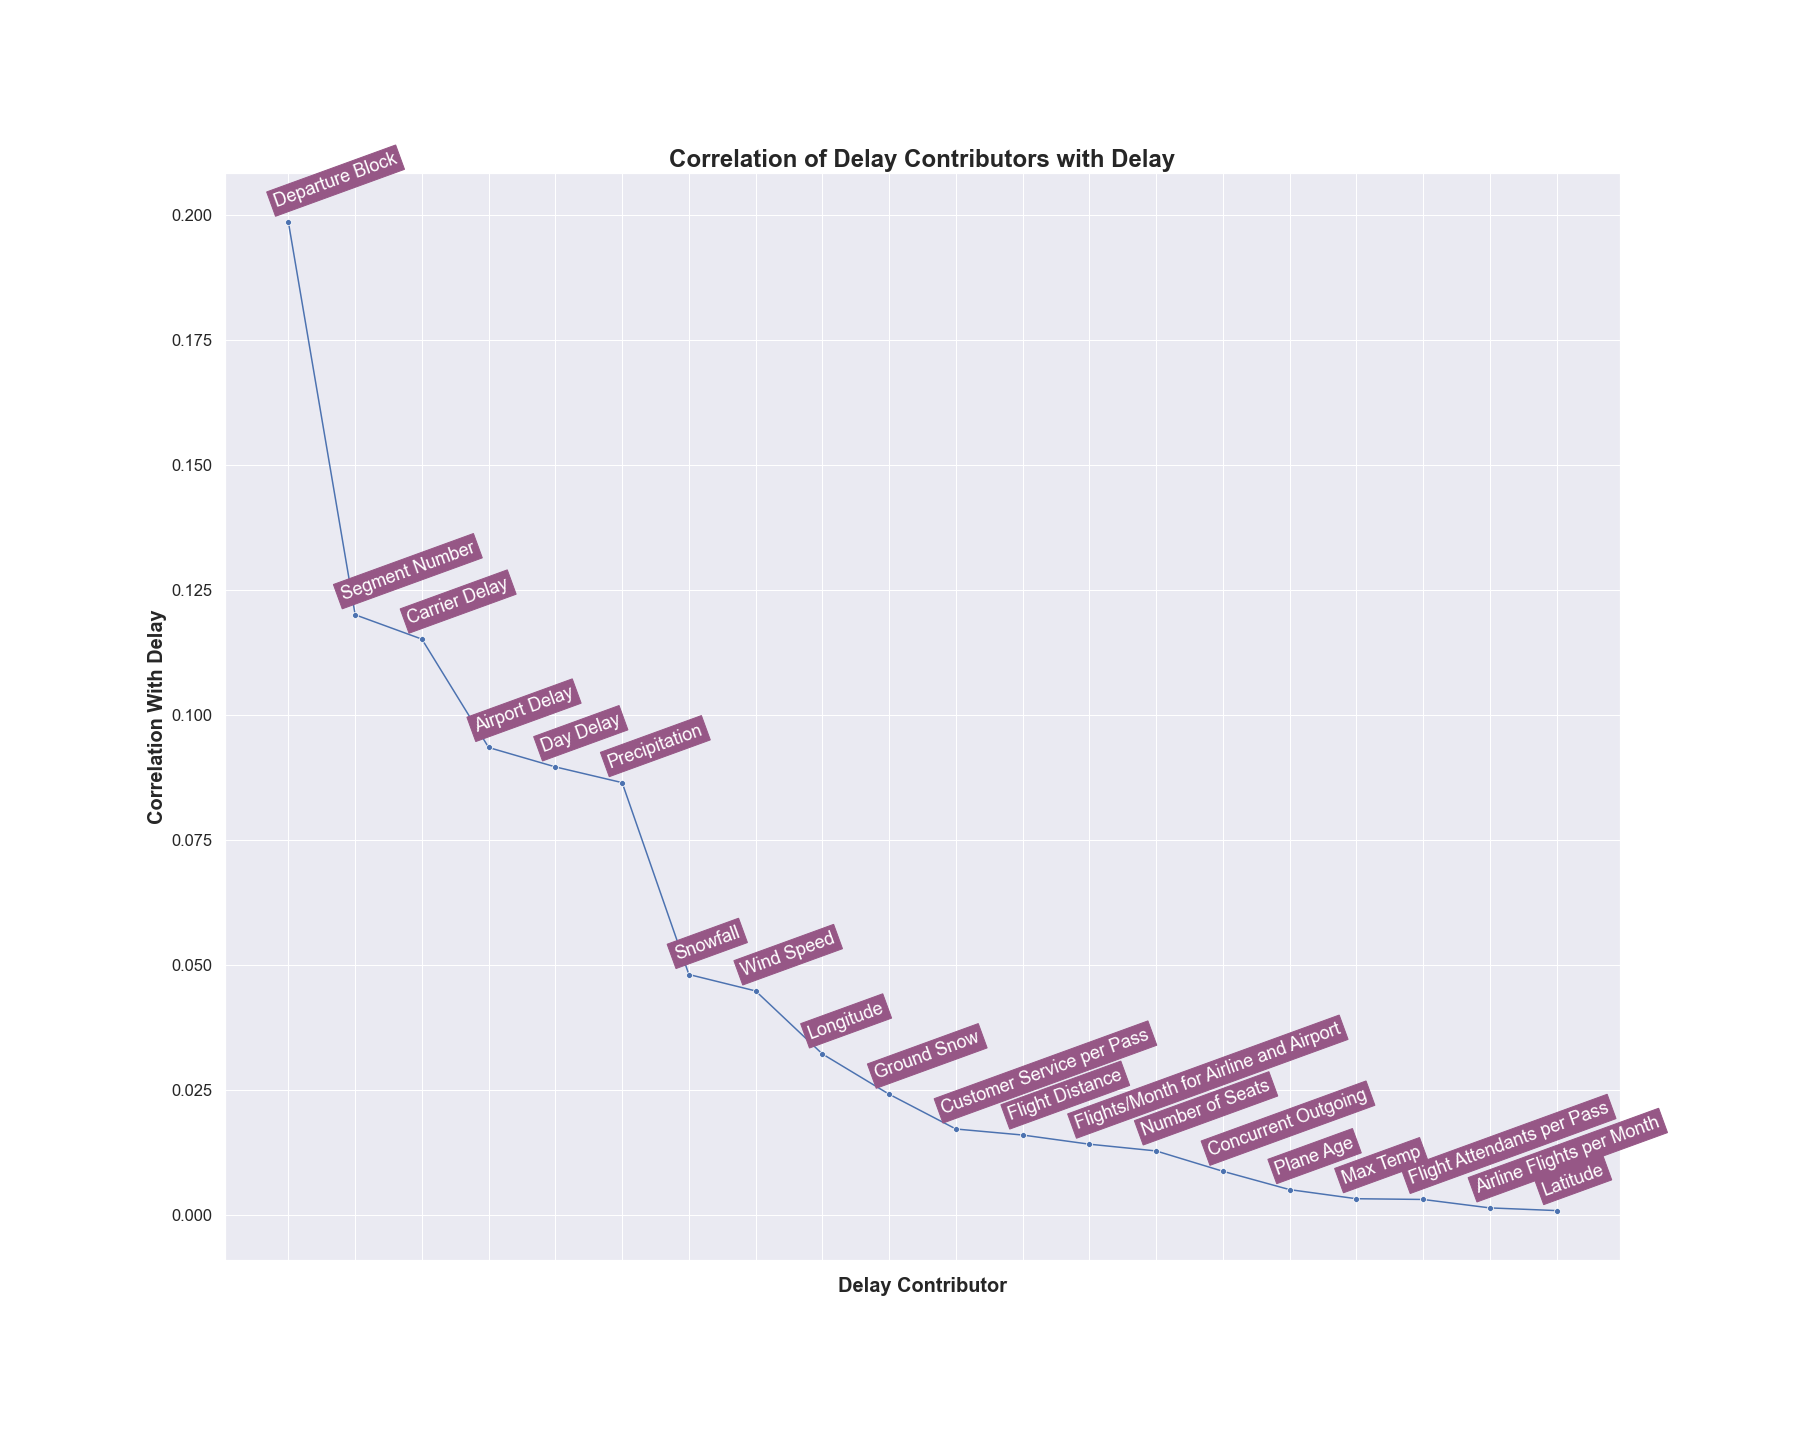 Correlation of Delay Contributors with Delay
Correlation With Delay
0.200
0.175
0.150
0.125
0.100
0.075
0.050
0.025
0.000
Departure Block
Segment Number
Carrier Delay
Airport Delay
Day Delay
Precipitation
Snowfall
Wind Speed
Longitude
Ground Snow
Customer Service per Pass
Flight Distance
Flights/Month for Airline and Airport
Number of Seats
Concurrent Outgoing
Plane Age
Max Temp
Flight Attendants per Pass
Airline Flights per Month
Latitude
Delay Contributor